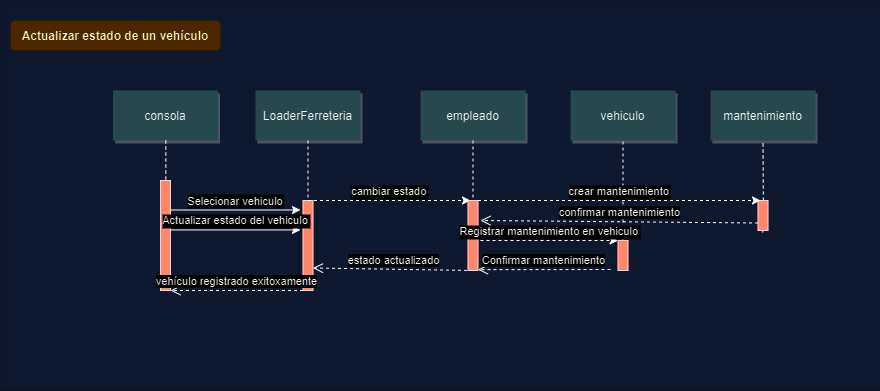 Actualizar estado de un vehículo
consola
LoaderFerreteria
empleado
vehiculo
mantenimiento
cambiar estado
crear mantenimiento
Selecionar vehiculo
confirmar mantenimiento
Actualizar estado del vehiculo
Registrar mantenimiento en vehiculo
estado actualizado
Confirmar mantenimiento
vehículo registrado exitoxamente